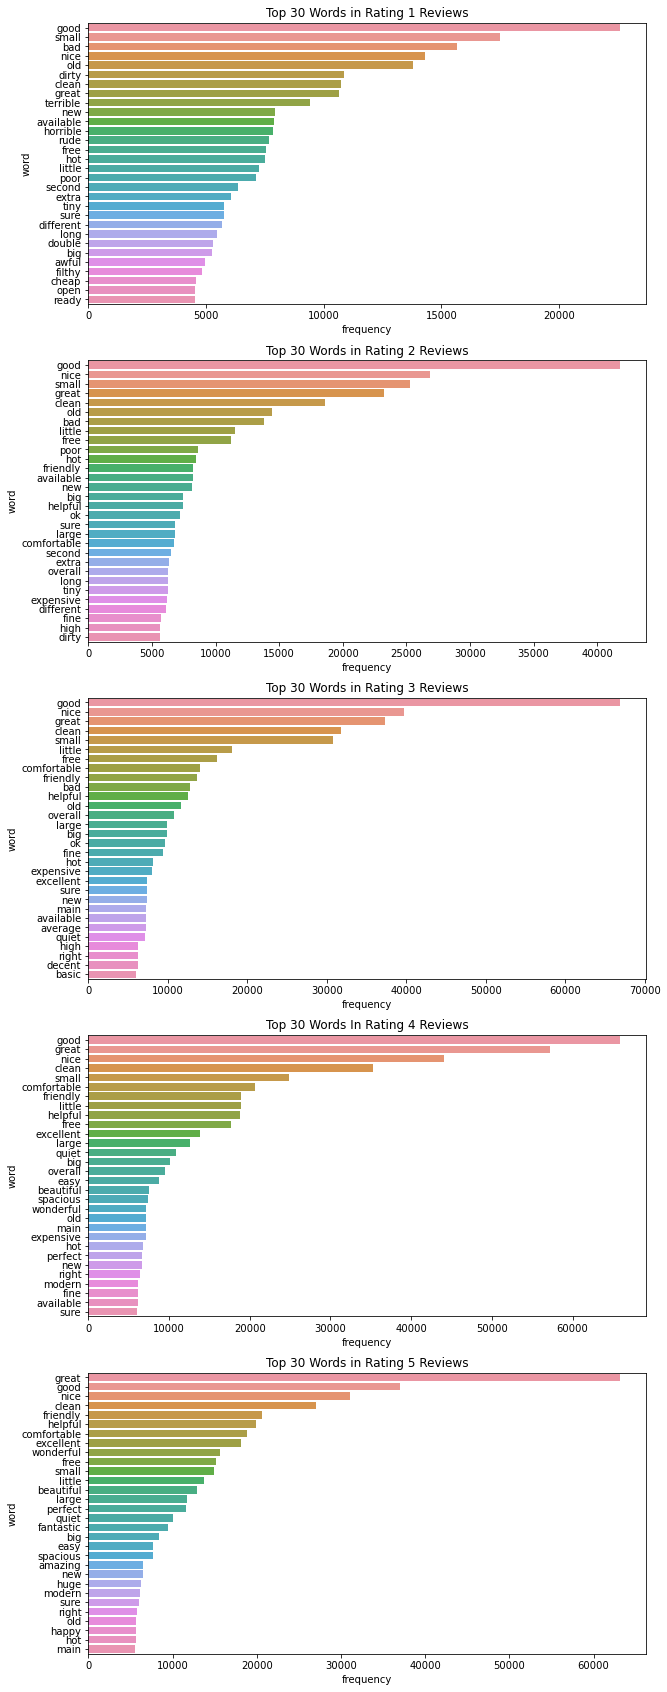 Top 30 Words in Rating 1 Reviews
good
small
bad
nice
old
dirty
clean
great
terrible
new
available
horrible
rude
free
hot
little
poor
second
extra
tiny
sure
different
long
double
big
awful
filthy
cheap
open
ready
word
0 5000 10000 15000 20000
frequency
Top 30 Words in Rating 2 Reviews
good
nice
small
great
clean
old
bad
little
free
poor
hot
friendly
available
new
big
helpful
ok
sure
large
comfortable
second
extra
overall
long
tiny
expensive
different
fine
high
dirty
word
0 5000 10000 15000 20000 25000 30000 35000 40000
frequency
Top 30 Words in Rating 3 Reviews
good
nice
great
clean
small
little
free
comfortable
friendly
bad
helpful
old
overall
large
big
ok
fine
hot
expensive
excellent
sure
new
main
available
average
quiet
high
right
decent
basic
word
0 10000 20000 30000 40000 50000 60000 70000
frequency
Top 30 Words In Rating 4 Reviews
good
great
nice
clean
small
comfortable
friendly
little
helpful
free
excellent
large
quiet
big
overall
easy
beautiful
spacious
wonderful
old
main
expensive
hot
perfect
new
right
modern
fine
available
sure
word
0 10000 20000 30000 40000 50000 60000
frequency
Top 30 Words in Rating 5 Reviews
great
good
nice
clean
friendly
helpful
comfortable
excellent
wonderful
free
small
little
beautiful
large
perfect
quiet
fantastic
big
easy
spacious
amazing
new
huge
modern
sure
right
old
happy
hot
main
word
0 10000 20000 30000 40000 50000 60000
frequency